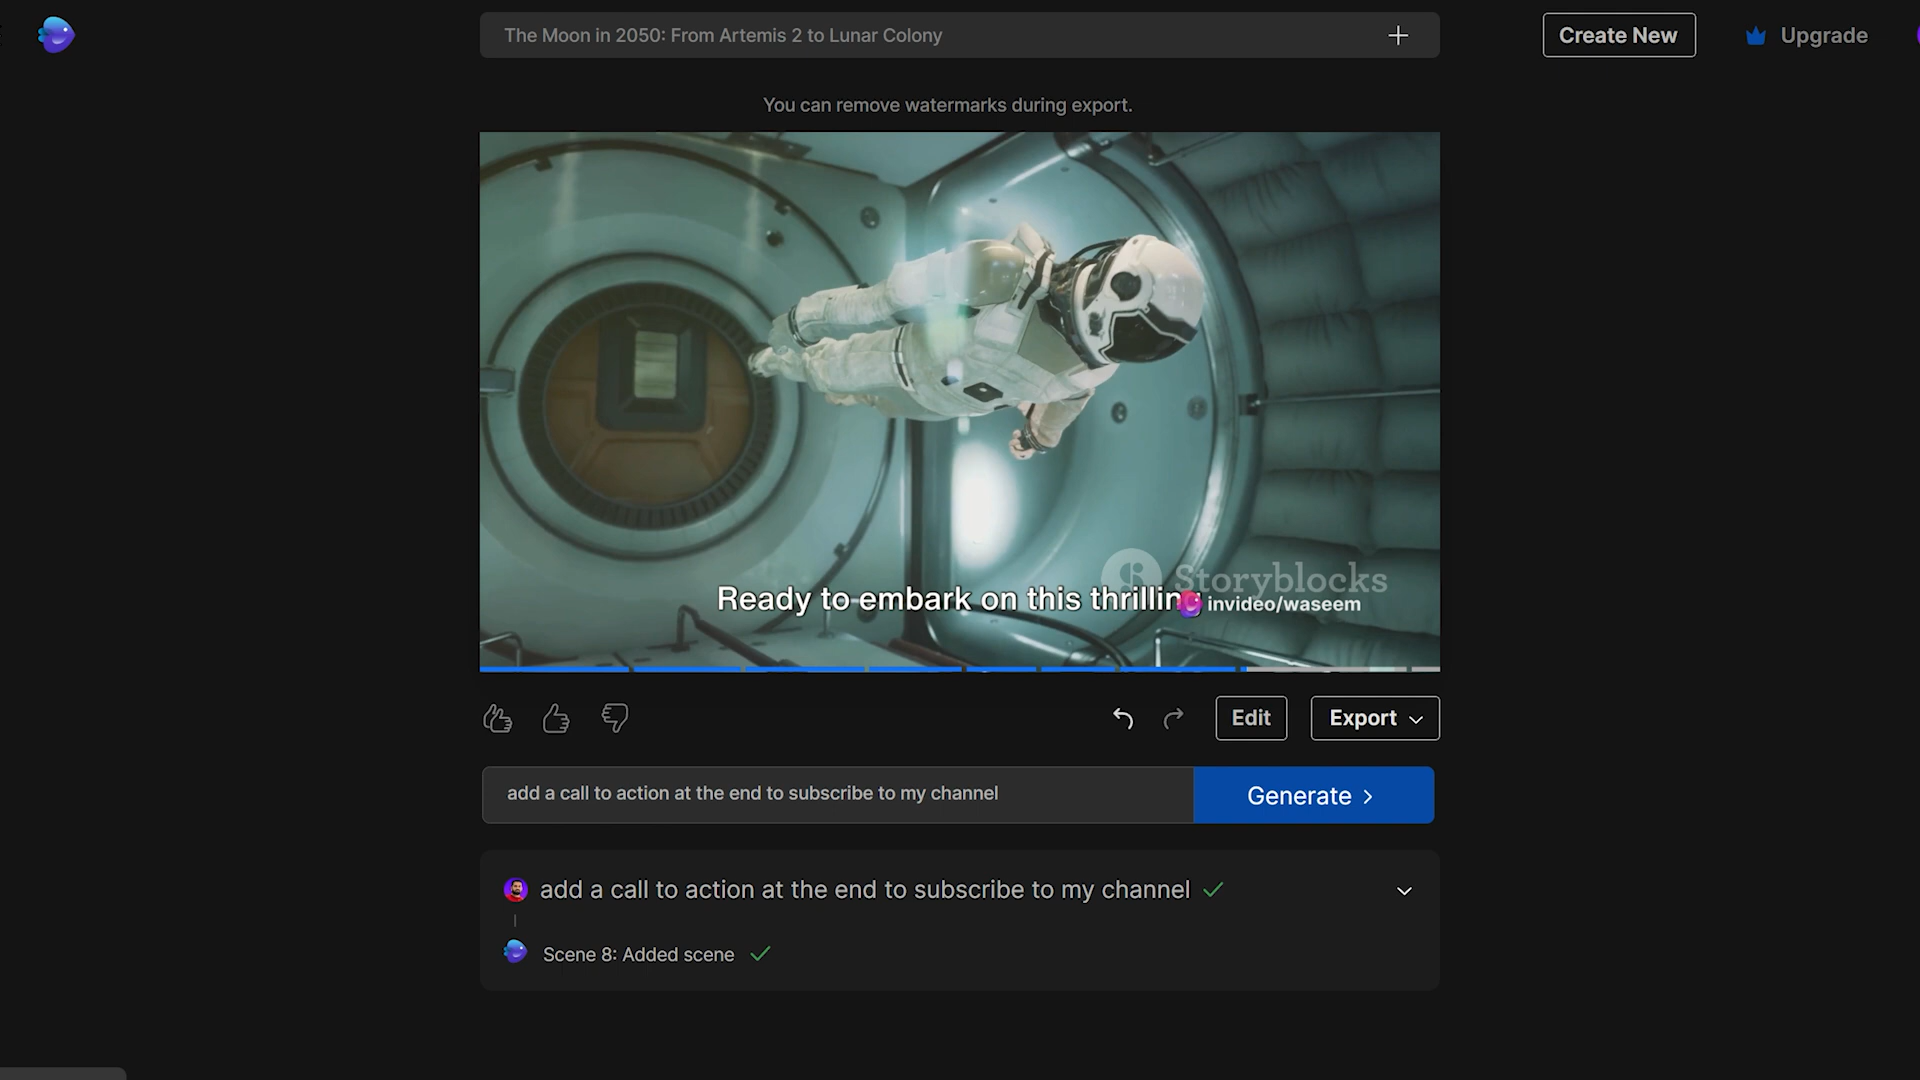 The Moon in 2050: From Artemis 2 to Lunar Colony
Create New
Upgrade
You can remove watermarks during export.
Storyblocks
Ready to embark on this thrilling
invideo/waseem
Edit
Export
add a call to action at the end to subscribe to my channel
Generate
add a call to action at the end to subscribe to my channel
Scene 8: Added scene